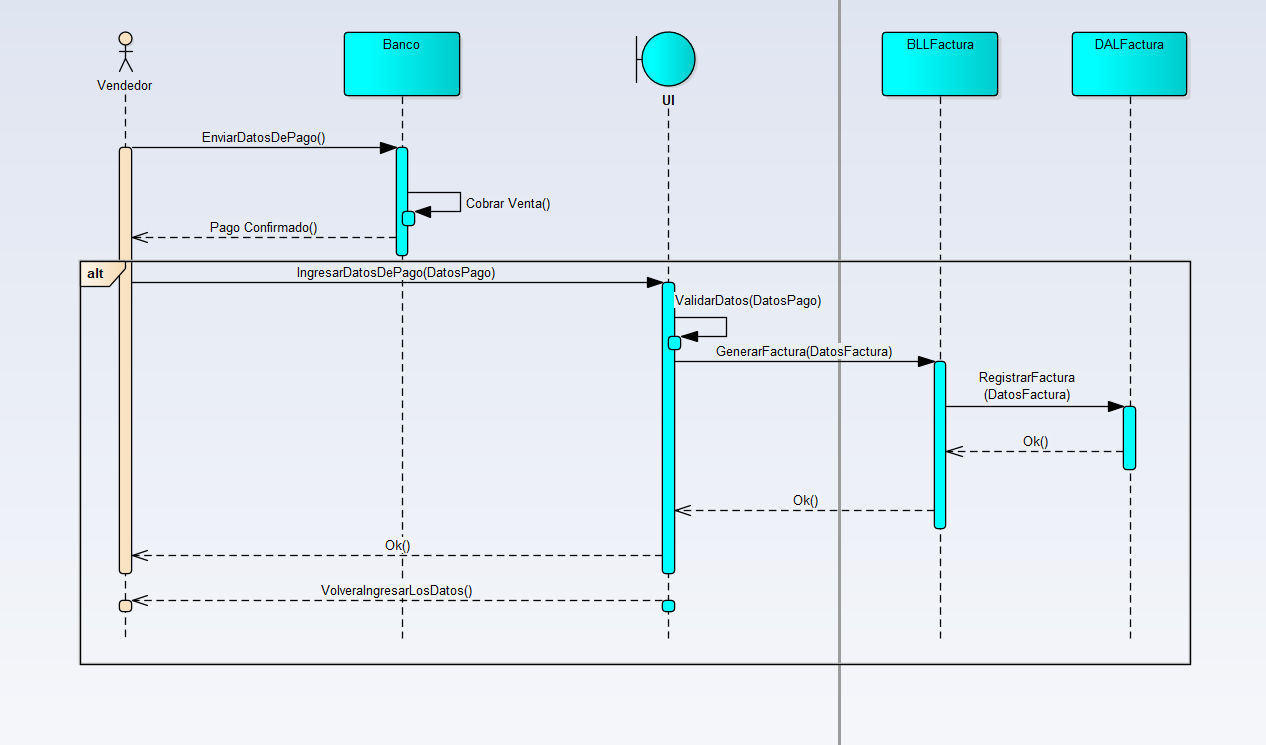 Banco
BLLFactura
DALFactura
Vendedor
UI
EnviarDatosDePago()
Cobrar Venta()
Pago Confirmado()
alt
IngresarDatosDePago(DatosPago)
ValidarDatos(DatosPago)
GenerarFactura(DatosFactura)
RegistrarFactura
(DatosFactura)
Ok()
Ok()
Ok()
VolveraIngresarLosDatos()